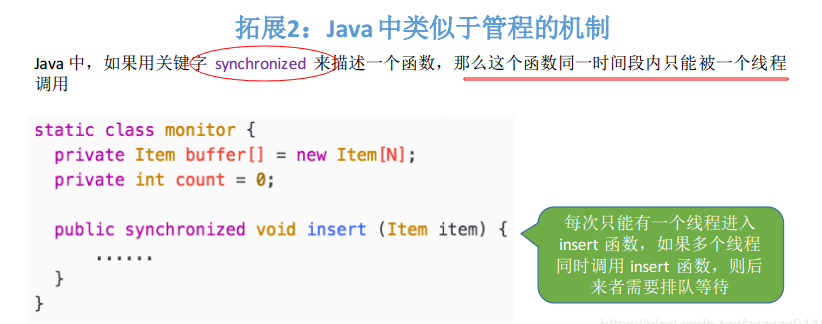 拓展2：Java 中类似于管程的机制
Java 中，如果用关键字 synchronized 来描述一个函数，那么这个函数同一时间段内只能被一个线程
调用
static class monitor {
  private Item buffer[] = new Item[N];
  private int count = 0;
  public synchronized void insert (Item item) {
      ......
  }
}
每次只能有一个线程进入
insert 函数，如果多个线程
同时调用 insert 函数，则后
来者需要排队等待